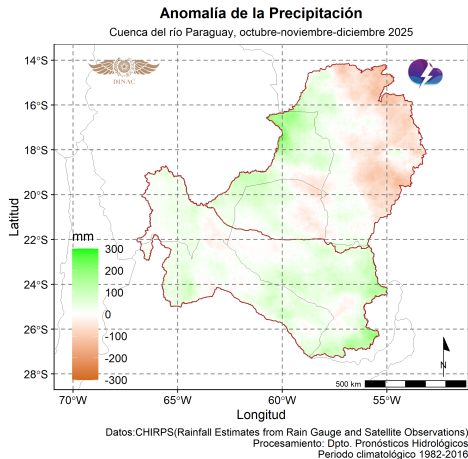 Anomalía de la Precipitación
Cuenca del río Paraguay, octubre-noviembre-diciembre 2025
14°S
16°S
18°S
20°S
22°S
24°S
26°S
28°S
Latitud
DINAC
mm
300
200
100
0
-100
-200
-300
N
500 km
70°W
65°W
60°W
55°W
Longitud
Datos:CHIRPS(Rainfall Estimates from Rain Gauge and Satellite Observations)
Procesamiento: Dpto. Pronósticos Hidrológicos
Periodo climatológico 1982-2016